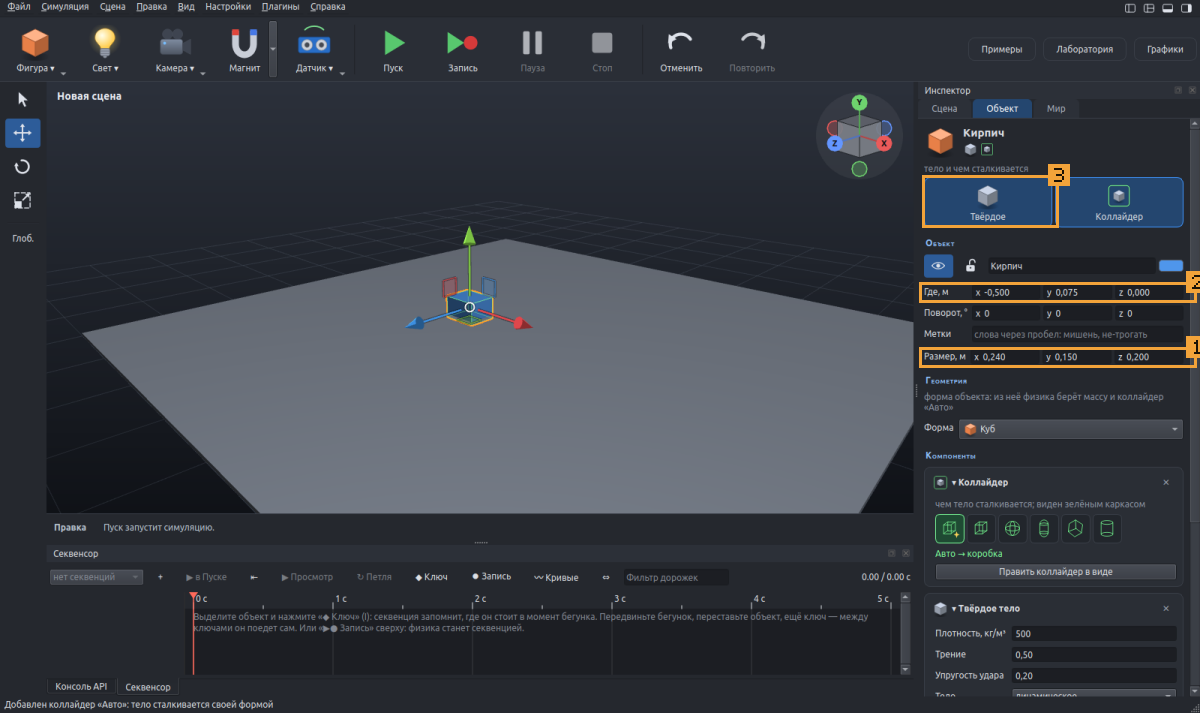 Файл Симуляция Сцена Правка Вид Настройки Плагины Справка
Фигура ▾ Свет ▾ Камера ▾ Магнит Датчик ▾ Пуск Запись Пауза Стоп Отменить Повторить Примеры Лаборатория Графики
Новая сцена
Y
Z X
Глоб.
Инспектор
Сцена Объект Мир
Кирпич
тело и чем сталкивается
3
Твёрдое Коллайдер
Объект
Кирпич
2
Где, м x -0,500 y 0,075 z 0,000
Поворот,° x 0 y 0 z 0
Метки слова через пробел: мишень, не-трогать
1
Размер, м x 0,240 y 0,150 z 0,200
Геометрия
форма объекта: из неё физика берёт массу и коллайдер
«Авто»
Форма Куб
Компоненты
▾ Коллайдер ×
чем тело сталкивается; виден зелёным каркасом
Авто → коробка
Править коллайдер в виде
▾ Твёрдое тело ×
Плотность, кг/м³ 500
Трение 0,50
Упругость удара 0,20
Тело динамическое
Правка Пуск запустит симуляцию.
Секвенсор
нет секвенций + ▶ в Пуске ⇤ ▶ Просмотр ↻ Петля ◆ Ключ ● Запись Кривые ⇔ Фильтр дорожек 0.00 / 0.00 с
0 с 1 с 2 с 3 с 4 с 5 с
Выделите объект и нажмите «◆ Ключ» (I): секвенция запомнит, где он стоит в момент бегунка. Передвиньте бегунок, переставьте объект, ещё ключ — между
ключами он поедет сам. Или «▶● Запись» сверху: физика станет секвенцией.
Консоль API Секвенсор
Добавлен коллайдер «Авто»: тело сталкивается своей формой